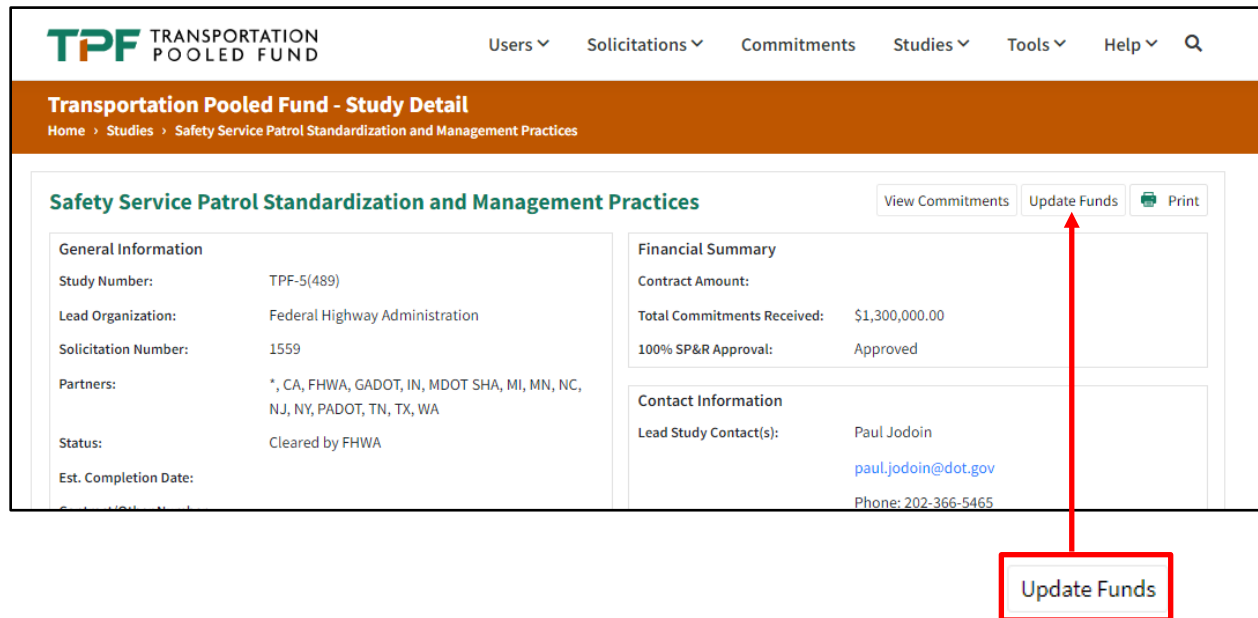 TPF TRANSPORTATION
POOLED FUND
Users Solicitations Commitments Studies Tools Help
Transportation Pooled Fund - Study Detail
Home › Studies › Safety Service Patrol Standardization and Management Practices
Safety Service Patrol Standardization and Management Practices
View Commitments Update Funds Print
General Information
Study Number: TPF-5(489)
Lead Organization: Federal Highway Administration
Solicitation Number: 1559
Partners: *, CA, FHWA, GADOT, IN, MDOT SHA, MI, MN, NC,
NJ, NY, PADOT, TN, TX, WA
Status: Cleared by FHWA
Est. Completion Date:
Financial Summary
Contract Amount:
Total Commitments Received: $1,300,000.00
100% SP&R Approval: Approved
Contact Information
Lead Study Contact(s): Paul Jodoin
paul.jodoin@dot.gov
Phone: 202-366-5465
Update Funds